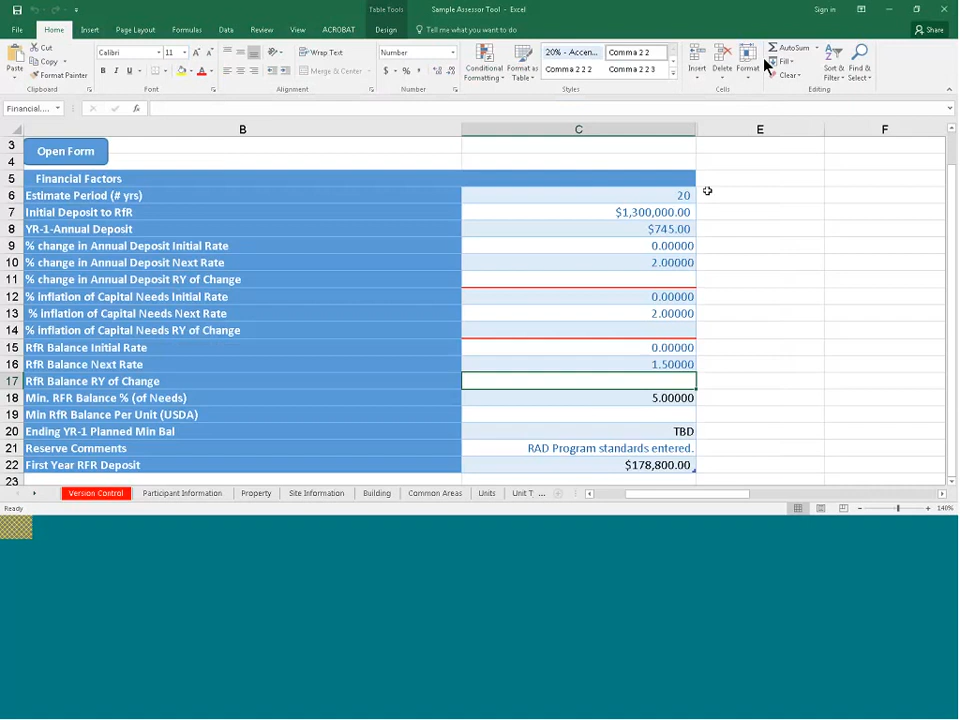 Table Tools
Sample Assessor Tool - Excel
Sign in
File Home Insert Page Layout Formulas Data Review View ACROBAT Design Tell me what you want to do Share
Paste Cut
Copy
Format Painter
Calibri 11
B I U
Wrap Text
Merge & Center
Number
$ %
Conditional Formatting
Format as Table
20% - Accen... Comma 2 2
Comma 2 2 2 Comma 2 2 3
Insert Delete Format
AutoSum
Fill
Clear
Sort & Filter
Find & Select
Clipboard Font Alignment Number Styles Cells Editing
Financial....
fx
B C E F
3 Open Form
4
5 Financial Factors
6 Estimate Period (# yrs) 20
7 Initial Deposit to RfR $1,300,000.00
8 YR-1-Annual Deposit $745.00
9 % change in Annual Deposit Initial Rate 0.00000
10 % change in Annual Deposit Next Rate 2.00000
11 % change in Annual Deposit RY of Change
12 % inflation of Capital Needs Initial Rate 0.00000
13 % inflation of Capital Needs Next Rate 2.00000
14 % inflation of Capital Needs RY of Change
15 RfR Balance Initial Rate 0.00000
16 RfR Balance Next Rate 1.50000
17 RfR Balance RY of Change
18 Min. RFR Balance % (of Needs) 5.00000
19 Min RfR Balance Per Unit (USDA)
20 Ending YR-1 Planned Min Bal TBD
21 Reserve Comments RAD Program standards entered.
22 First Year RFR Deposit $178,800.00
23
Version Control Participant Information Property Site Information Building Common Areas Units Unit T ...
Ready
140%